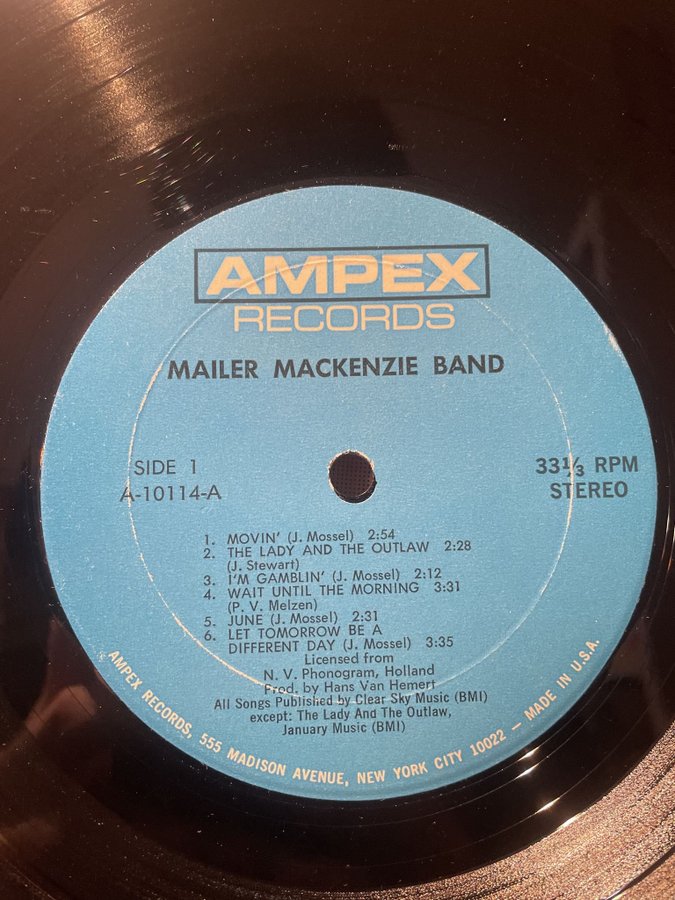 AMPEX
RECORDS
MAILER MACKENZIE BAND
SIDE 1
A-10114-A
33⅓ RPM
STEREO
1. MOVIN' (J. Mossel) 2:54
2. THE LADY AND THE OUTLAW 2:28
(J. Stewart)
3. I'M GAMBLIN' (J. Mossel) 2:12
4. WAIT UNTIL THE MORNING 3:31
(P. V. Melzen)
5. JUNE (J. Mossel) 2:31
6. LET TOMORROW BE A
DIFFERENT DAY (J. Mossel) 3:35
Licensed from
N. V. Phonogram, Holland
Prod. by Hans Van Hemert
All Songs Published by Clear Sky Music (BMI)
except: The Lady And The Outlaw,
January Music (BMI)
AMPEX RECORDS, 555 MADISON AVENUE, NEW YORK CITY 10022 — MADE IN U.S.A.